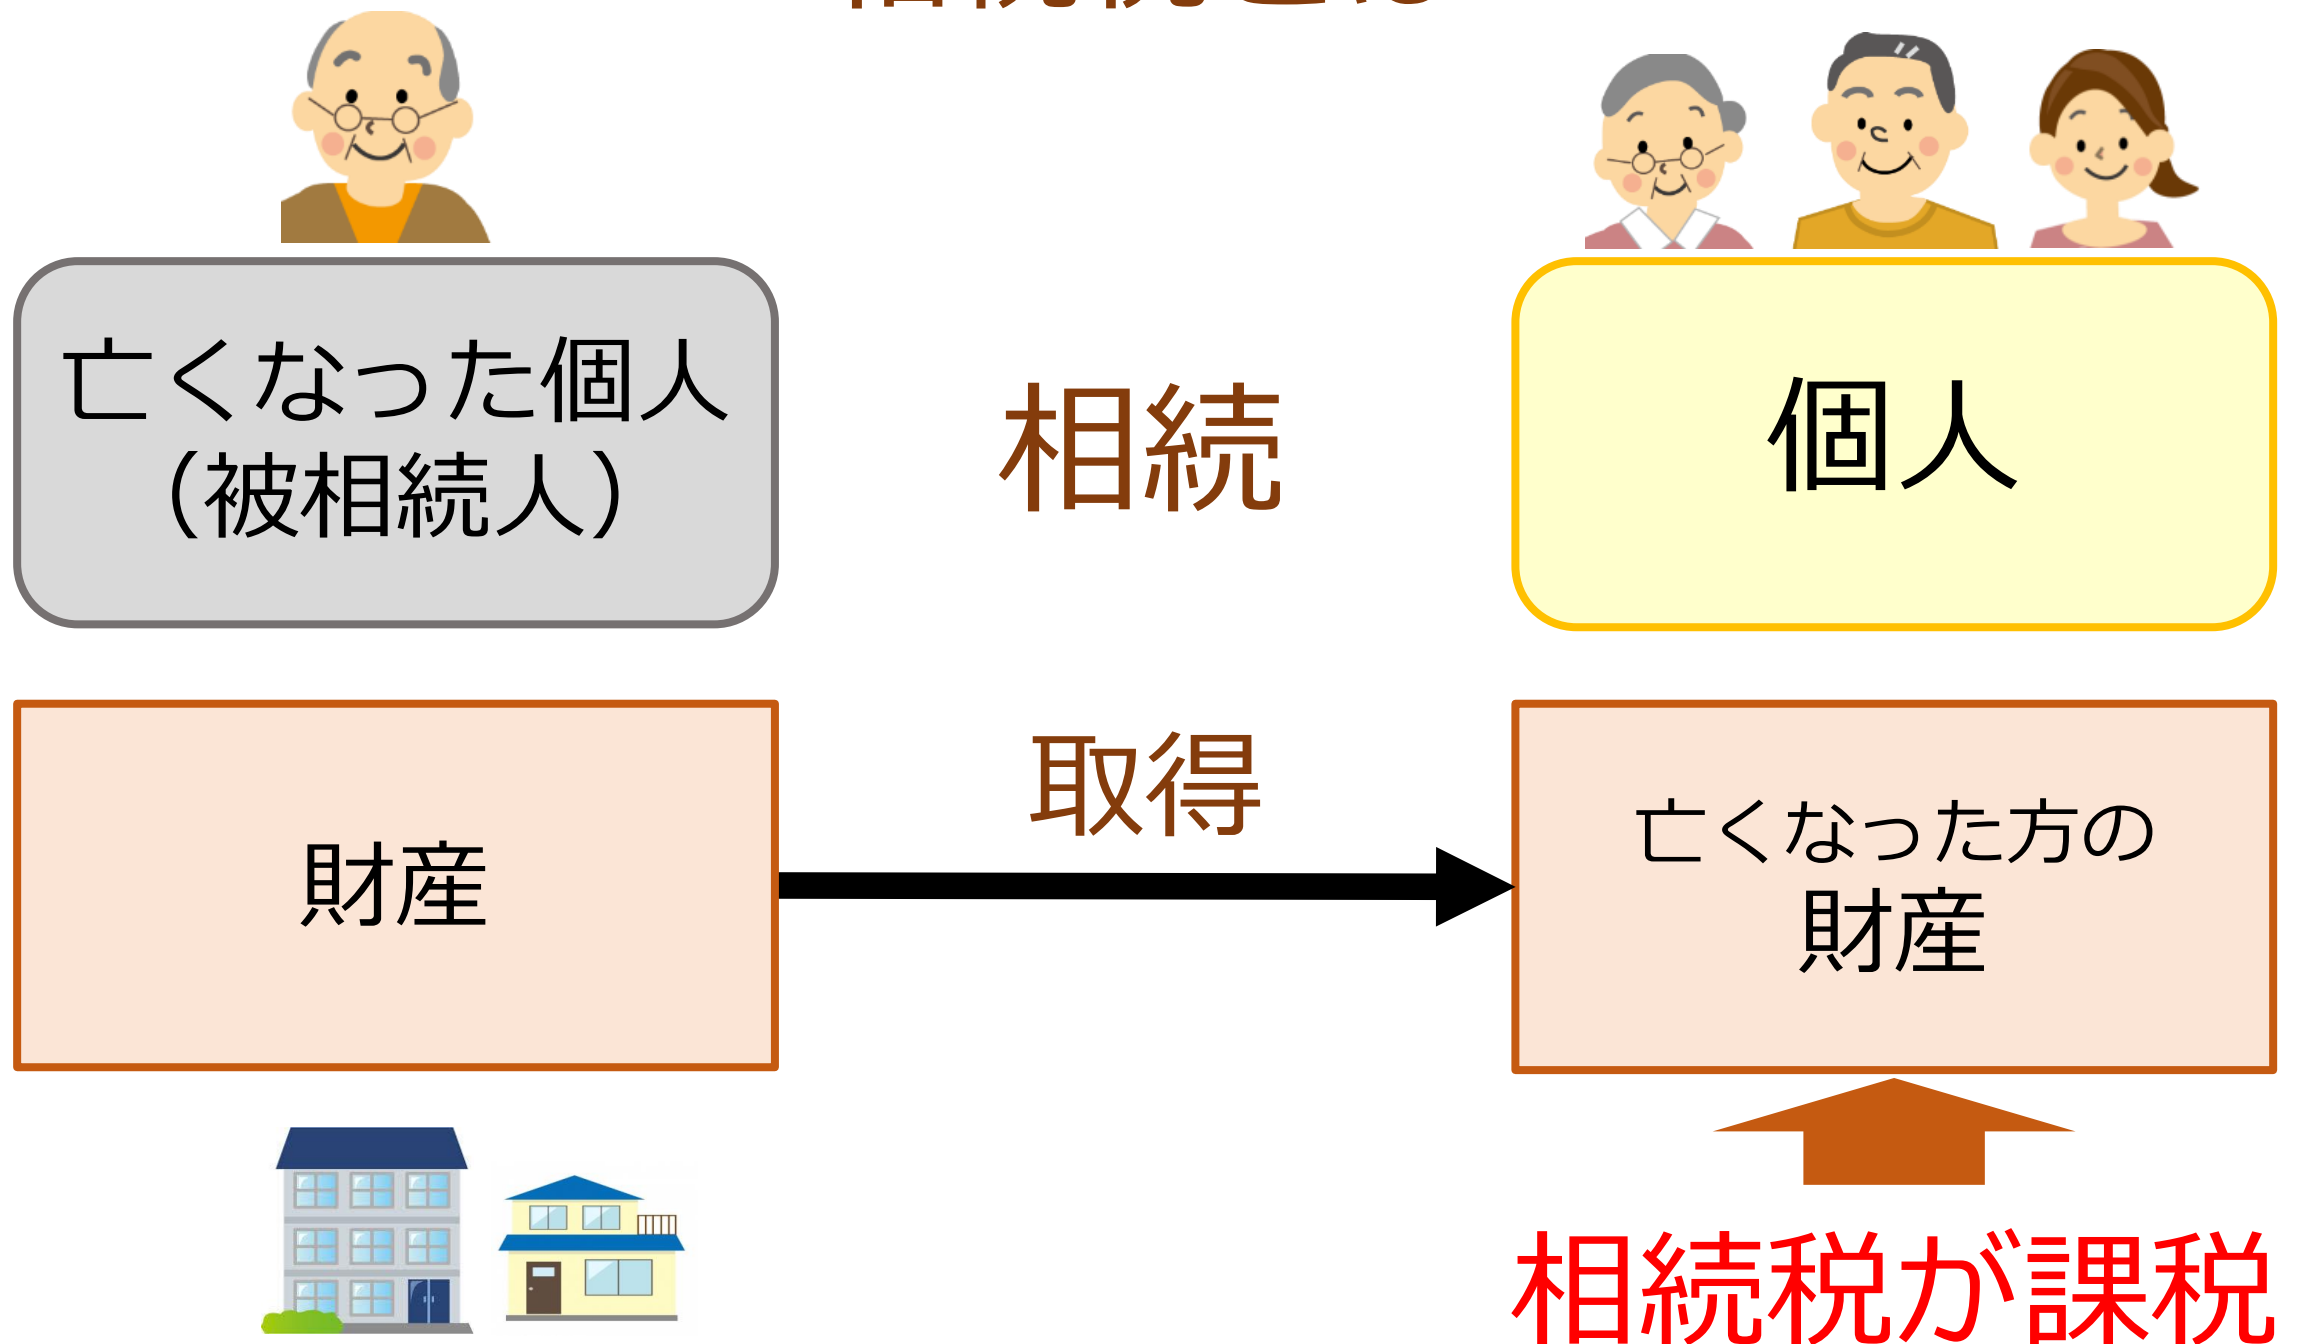 亡くなった個人
（被相続人）
相続
個人
取得
財産
亡くなった方の
財産
相続税が課税